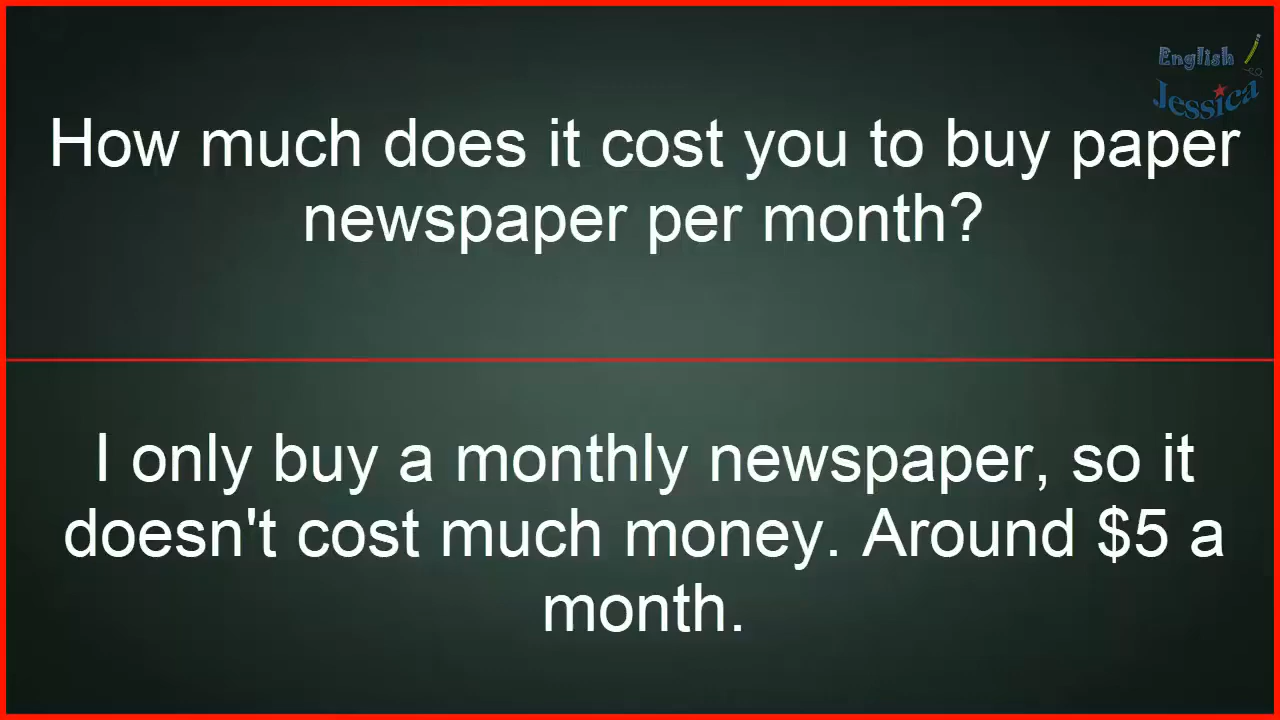 English
Jessica
How much does it cost you to buy paper
newspaper per month?
I only buy a monthly newspaper, so it
doesn't cost much money. Around $5 a
month.